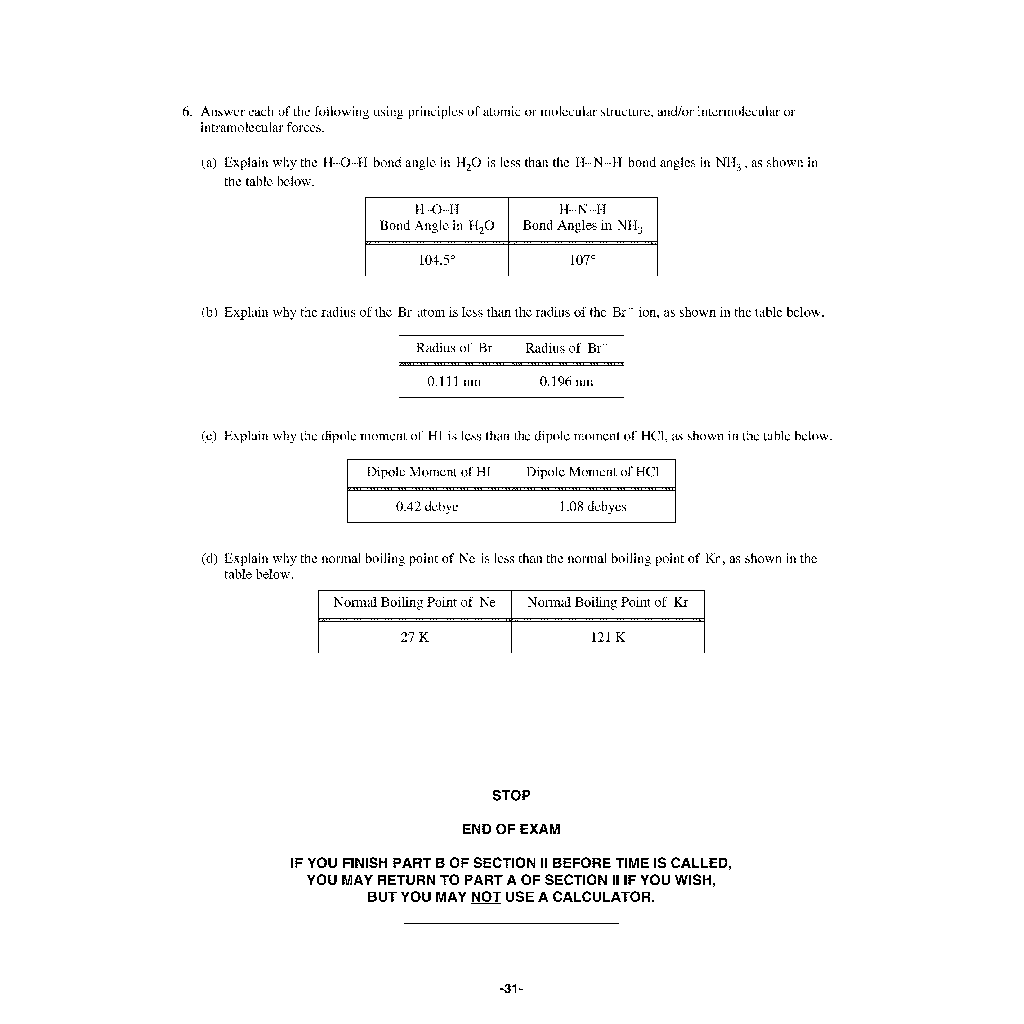 6. Answer each of the following using principles of atomic or molecular structure, and/or intermolecular or
intramolecular forces.
(a) Explain why the H–O–H bond angle in H₂O is less than the H–N–H bond angles in NH₃, as shown in
the table below.
H–O–H
Bond Angle in H₂O
H–N–H
Bond Angles in NH₃
104.5°
107°
(b) Explain why the radius of the Br atom is less than the radius of the Br⁻ ion, as shown in the table below.
Radius of Br
Radius of Br⁻
0.111 nm
0.196 nm
(c) Explain why the dipole moment of HI is less than the dipole moment of HCl, as shown in the table below.
Dipole Moment of HI
Dipole Moment of HCl
0.42 debye
1.08 debyes
(d) Explain why the normal boiling point of Ne is less than the normal boiling point of Kr, as shown in the
table below.
Normal Boiling Point of Ne
Normal Boiling Point of Kr
27 K
121 K
STOP
END OF EXAM
IF YOU FINISH PART B OF SECTION II BEFORE TIME IS CALLED,
YOU MAY RETURN TO PART A OF SECTION II IF YOU WISH,
BUT YOU MAY NOT USE A CALCULATOR.
-31-